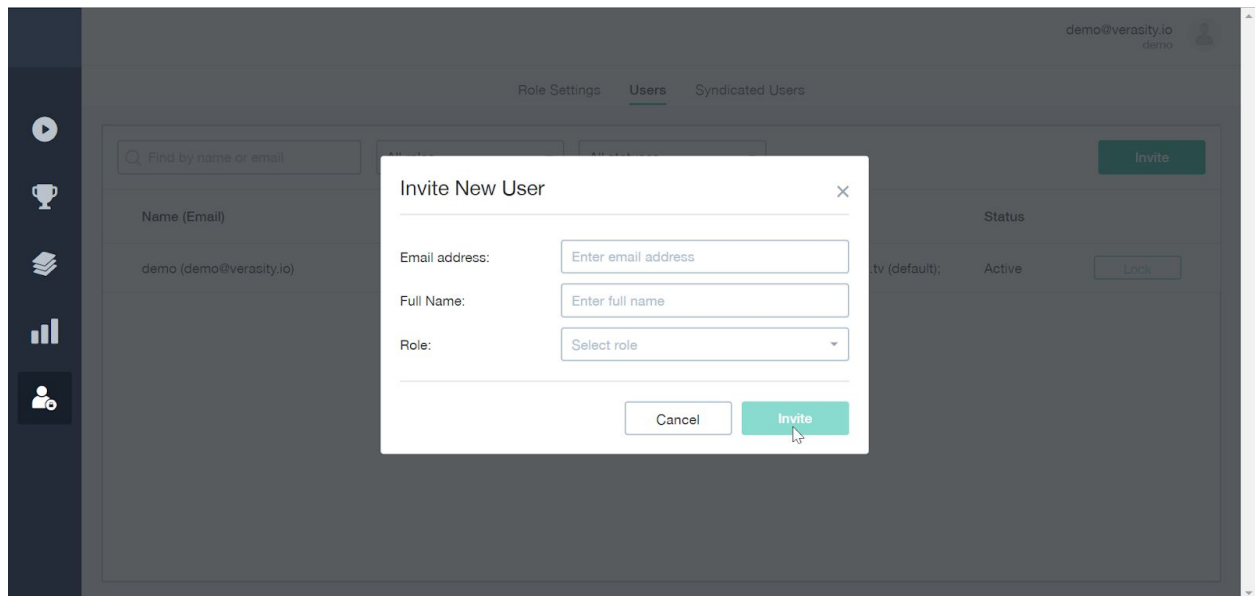 demo@verasity.io
demo
Role Settings Users Syndicated Users
Find by name or email
Invite
Invite New User
Name (Email) Status
Email address: Enter email address
demo (demo@verasity.io) .tv (default); Active Lock
Full Name: Enter full name
Role: Select role
Cancel Invite